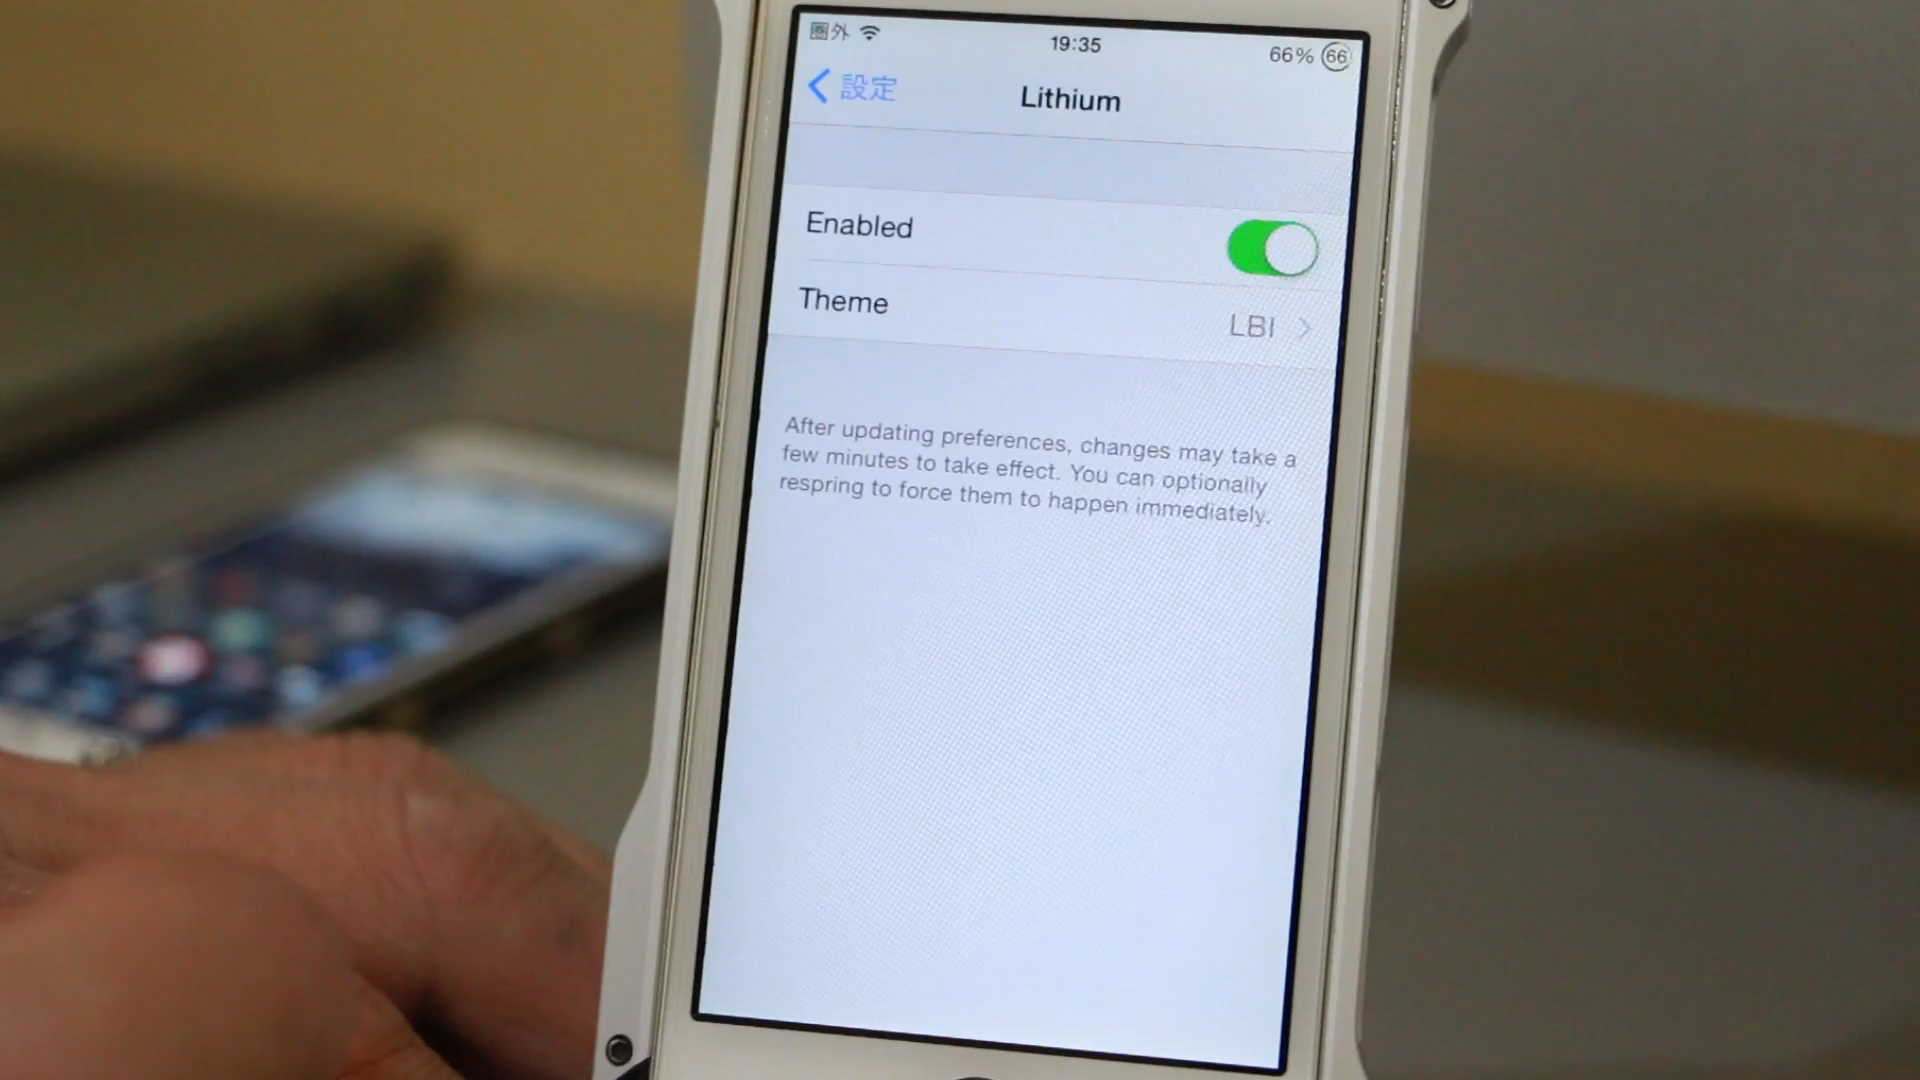 圏外 19:35 66% 66
設定 Lithium
Enabled
Theme LBI
After updating preferences, changes may take a
few minutes to take effect. You can optionally
respring to force them to happen immediately.